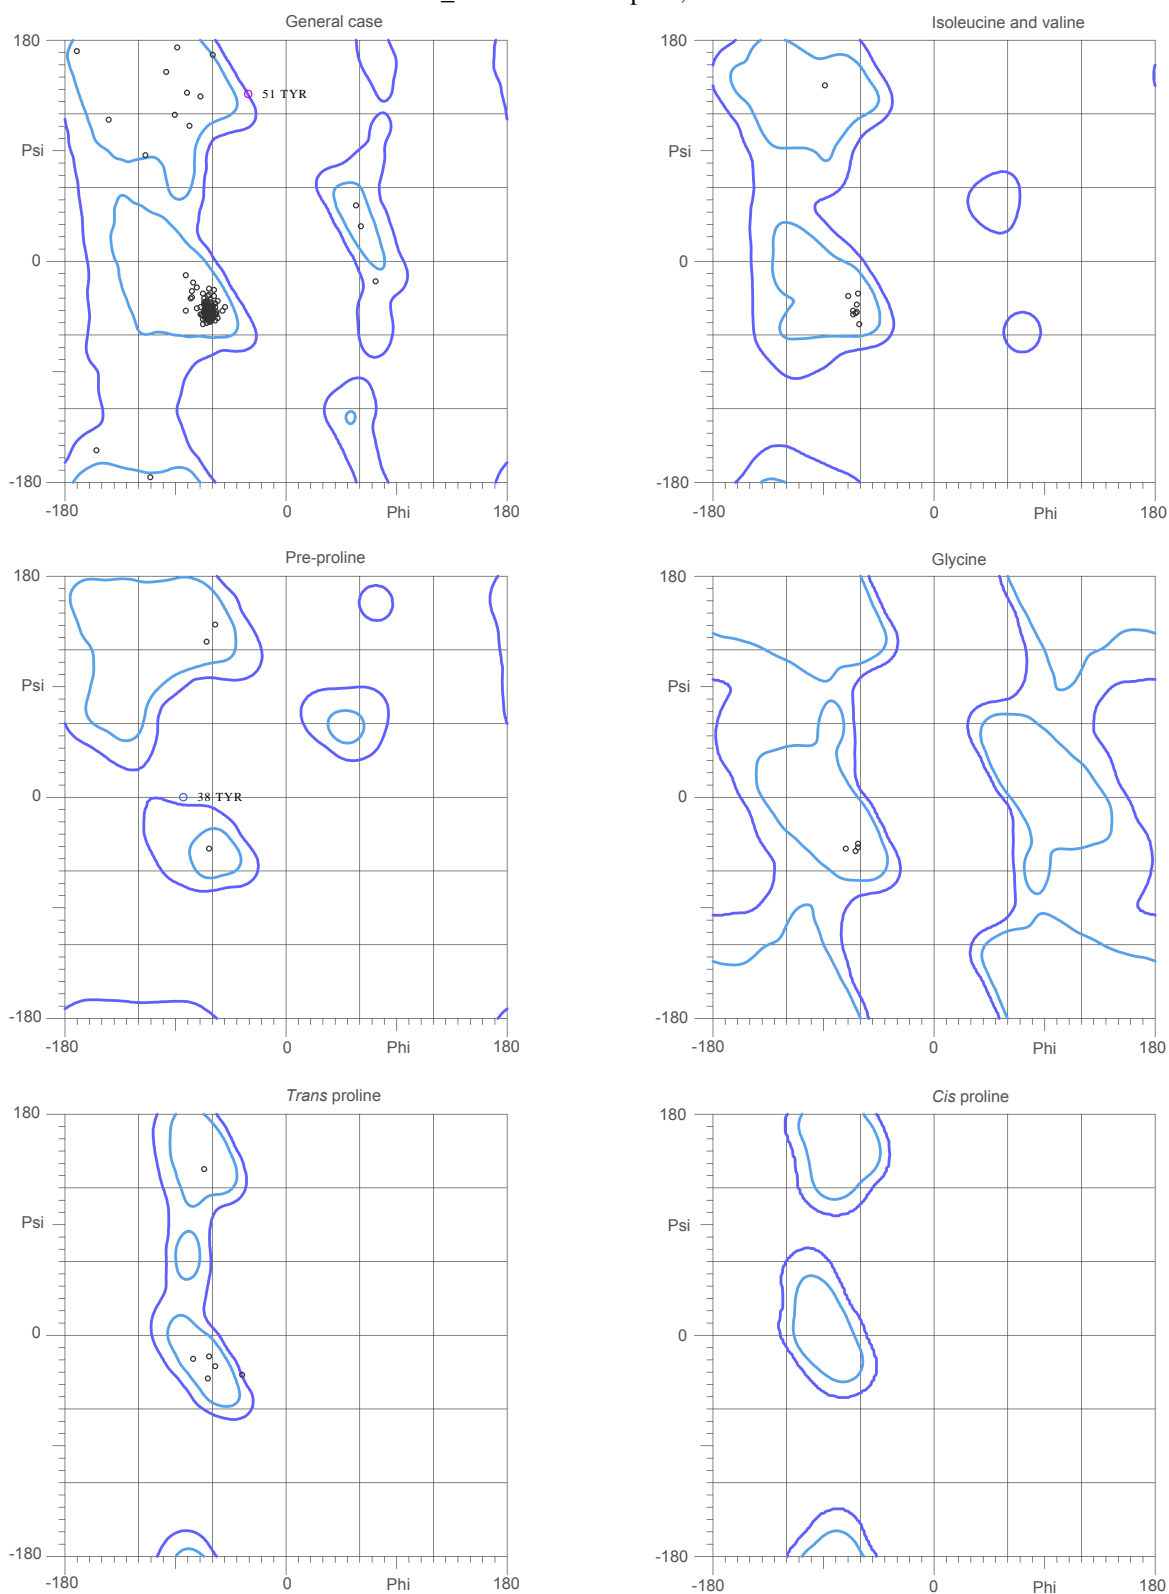 General case
Isoleucine and valine
180
Psi
0
-180
51 TYR
-180
0
Phi
180
180
Psi
0
-180
-180
0
Phi
180
Pre-proline
Glycine
180
Psi
0
-180
38 TYR
-180
0
Phi
180
180
Psi
0
-180
-180
0
Phi
180
Trans proline
Cis proline
180
Psi
0
-180
-180
0
Phi
180
180
Psi
0
-180
-180
0
Phi
180